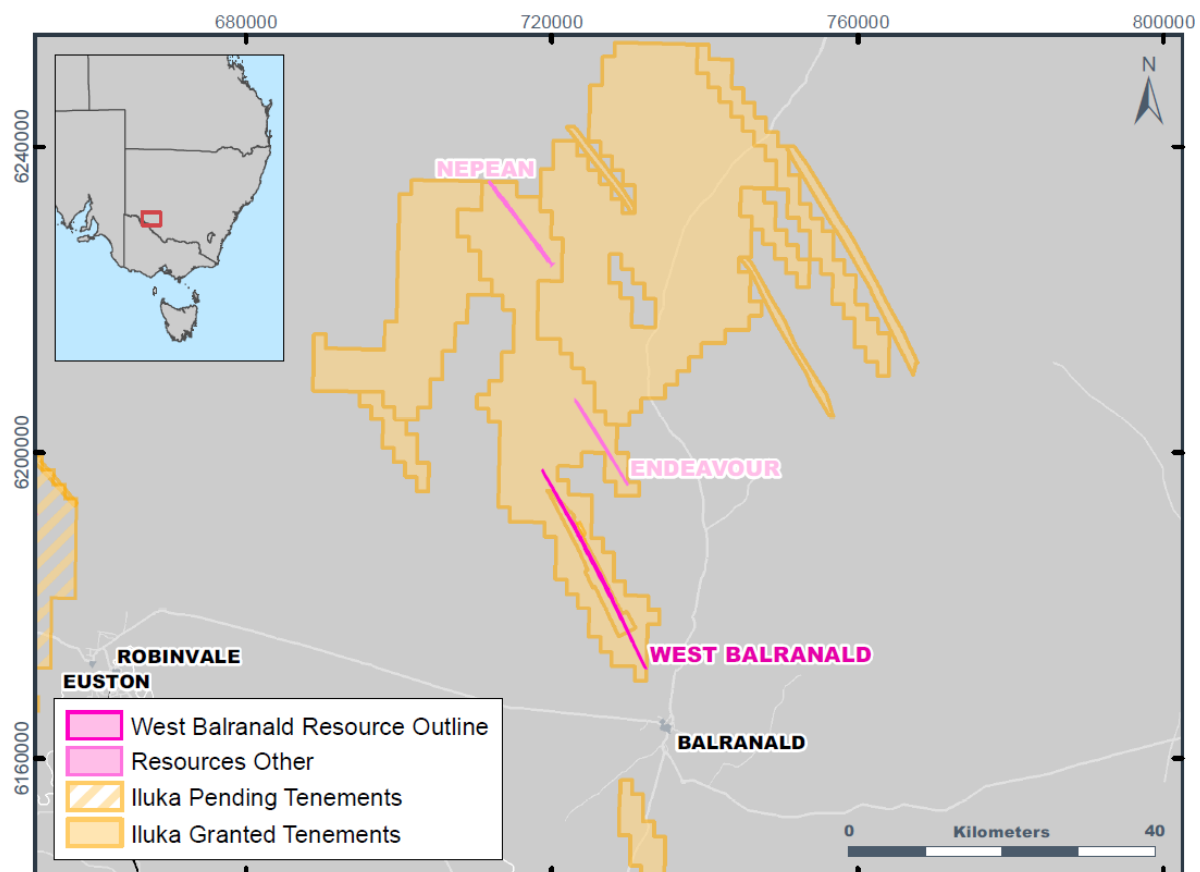 680000
720000
760000
800000
N
6240000
NEPEAN
6200000
ENDEAVOUR
WEST BALRANALD
ROBINVALE
EUSTON
BALRANALD
6160000
West Balranald Resource Outline
Resources Other
Iluka Pending Tenements
Iluka Granted Tenements
0 Kilometers 40